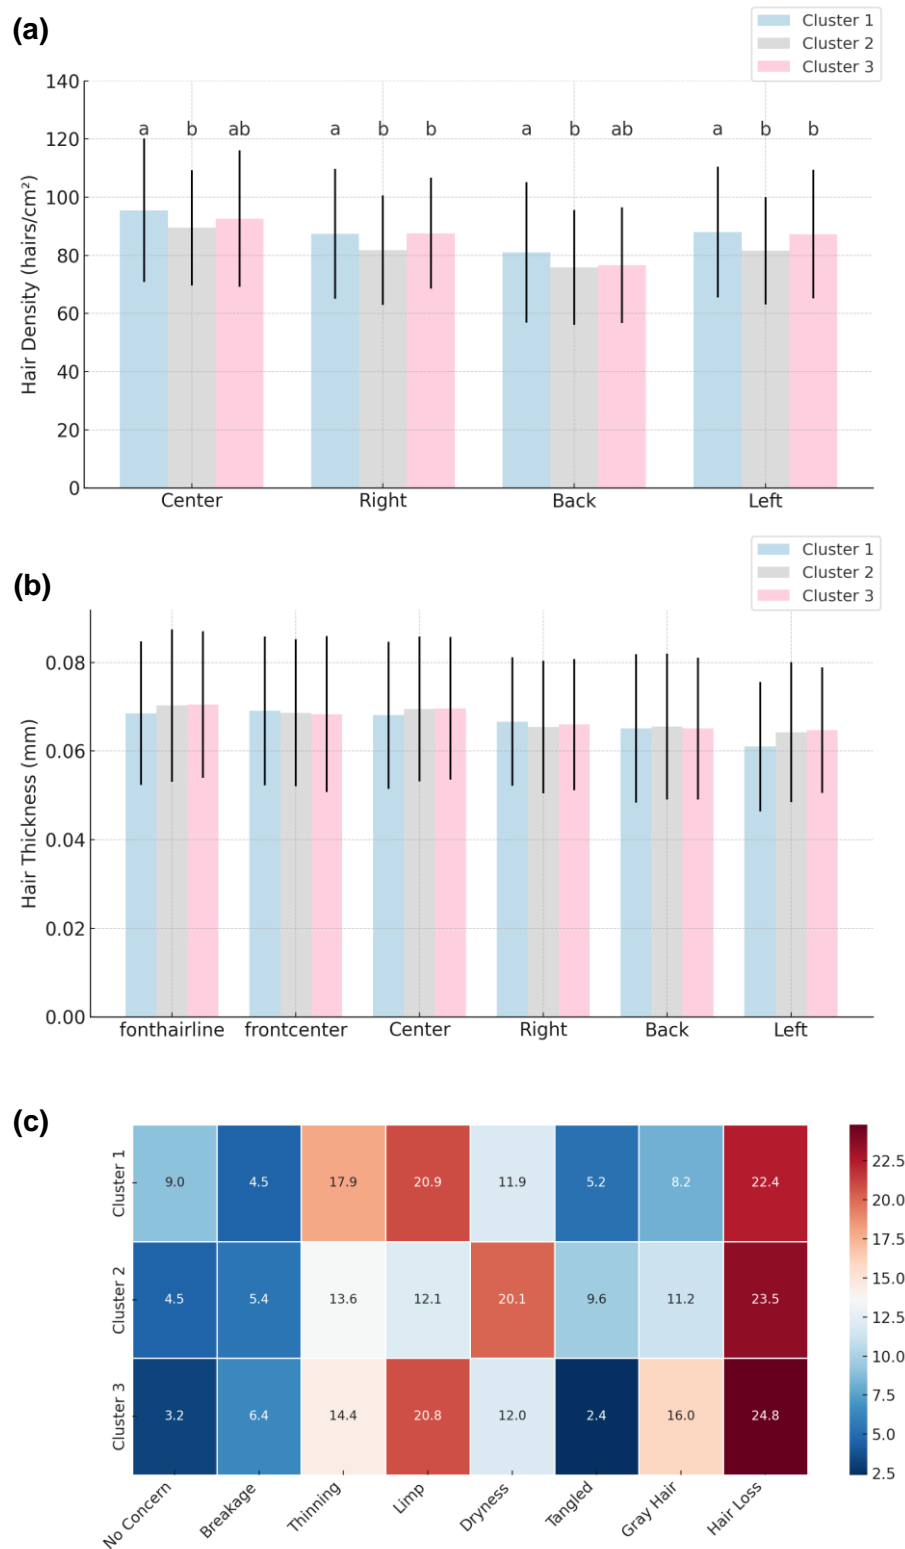 (a)
Cluster 1
Cluster 2
Cluster 3
Hair Density (hairs/cm²)
140
120
100
80
60
40
20
0
a b ab a b b a b ab a b b
Center Right Back Left
(b)
Cluster 1
Cluster 2
Cluster 3
Hair Thickness (mm)
0.08
0.06
0.04
0.02
0.00
fonthairline frontcenter Center Right Back Left
(c)
Cluster 1
9.0 4.5 17.9 20.9 11.9 5.2 8.2 22.4
Cluster 2
4.5 5.4 13.6 12.1 20.1 9.6 11.2 23.5
Cluster 3
3.2 6.4 14.4 20.8 12.0 2.4 16.0 24.8
No Concern Breakage Thinning Limp Dryness Tangled Gray Hair Hair Loss
22.5
20.0
17.5
15.0
12.5
10.0
7.5
5.0
2.5